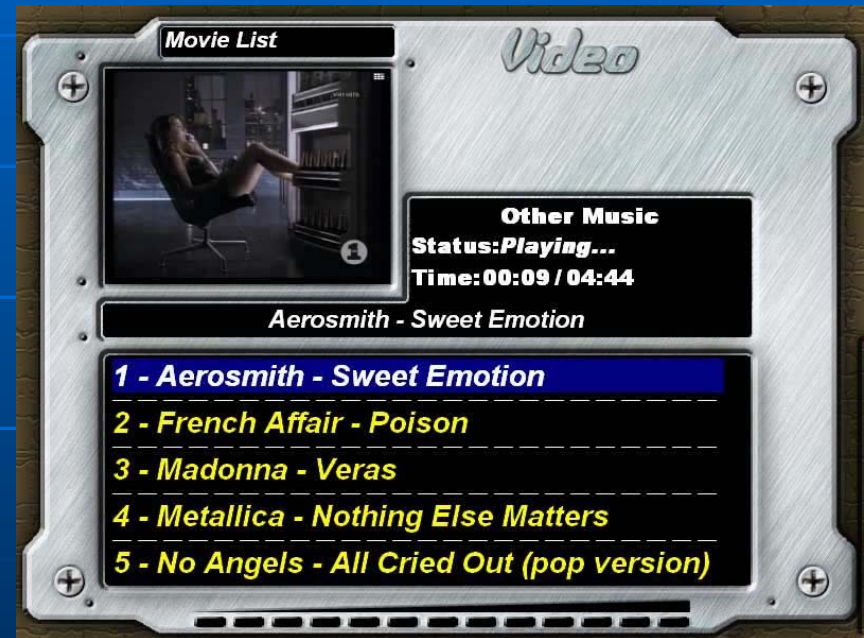 Movie List
Video
1
Other Music
Status:Playing...
Time:00:09/04:44
Aerosmith - Sweet Emotion
1 - Aerosmith - Sweet Emotion
2 - French Affair - Poison
3 - Madonna - Veras
4 - Metallica - Nothing Else Matters
5 - No Angels - All Cried Out (pop version)